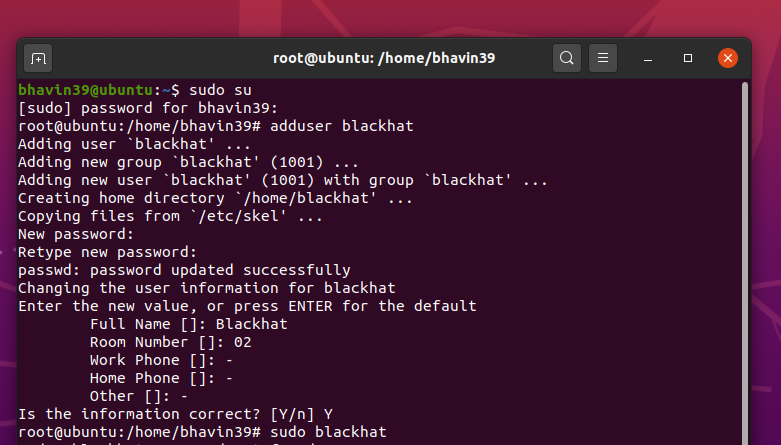 root@ubuntu: /home/bhavin39
bhavin39@ubuntu:~$ sudo su
[sudo] password for bhavin39:
root@ubuntu:/home/bhavin39# adduser blackhat
Adding user `blackhat' ...
Adding new group `blackhat' (1001) ...
Adding new user `blackhat' (1001) with group `blackhat' ...
Creating home directory `/home/blackhat' ...
Copying files from `/etc/skel' ...
New password:
Retype new password:
passwd: password updated successfully
Changing the user information for blackhat
Enter the new value, or press ENTER for the default
Full Name []: Blackhat
Room Number []: 02
Work Phone []: -
Home Phone []: -
Other []: -
Is the information correct? [Y/n] Y
root@ubuntu:/home/bhavin39# sudo blackhat